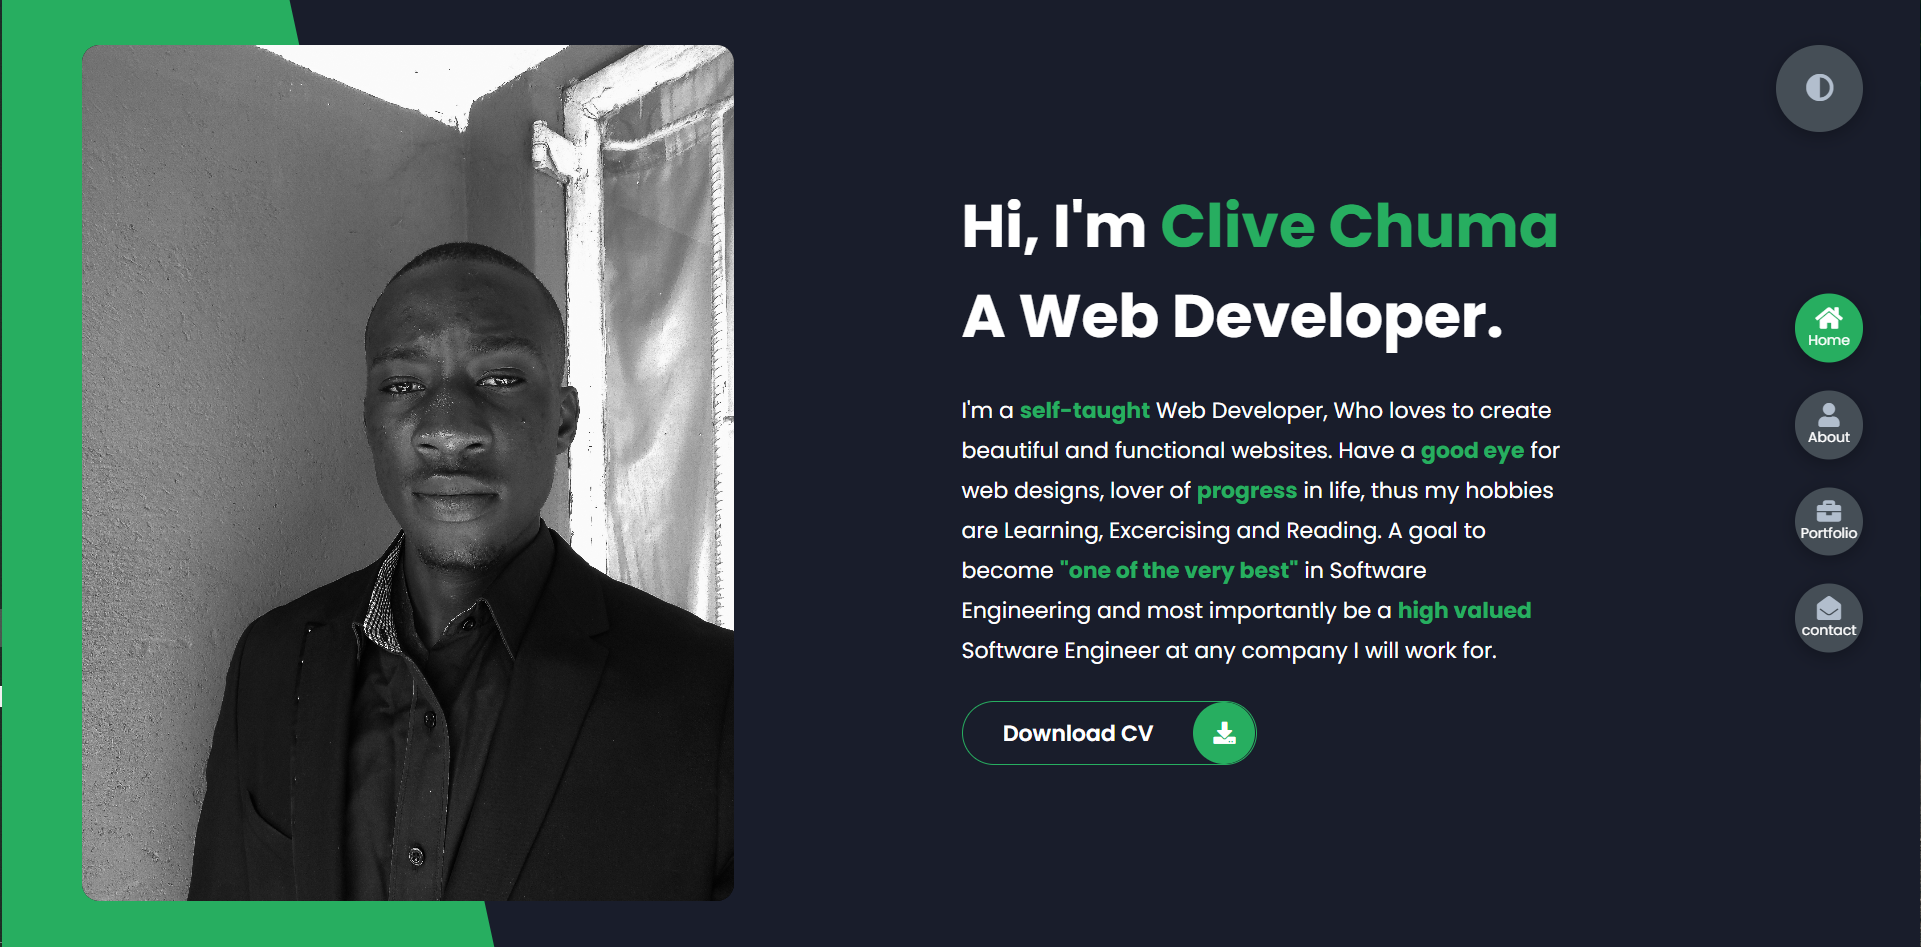 Hi, I'm Clive Chuma
A Web Developer.
I'm a self-taught Web Developer, Who loves to create
beautiful and functional websites. Have a good eye for
web designs, lover of progress in life, thus my hobbies
are Learning, Excercising and Reading. A goal to
become "one of the very best" in Software
Engineering and most importantly be a high valued
Software Engineer at any company I will work for.
Download CV
Home
About
Portfolio
contact